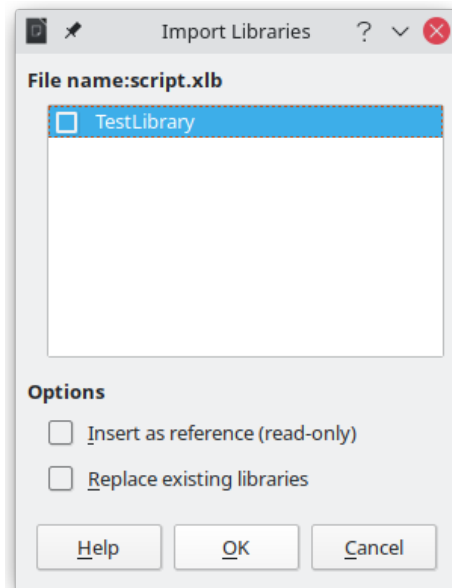 Import Libraries
File name:script.xlb
TestLibrary
Options
Insert as reference (read-only)
Replace existing libraries
Help OK Cancel